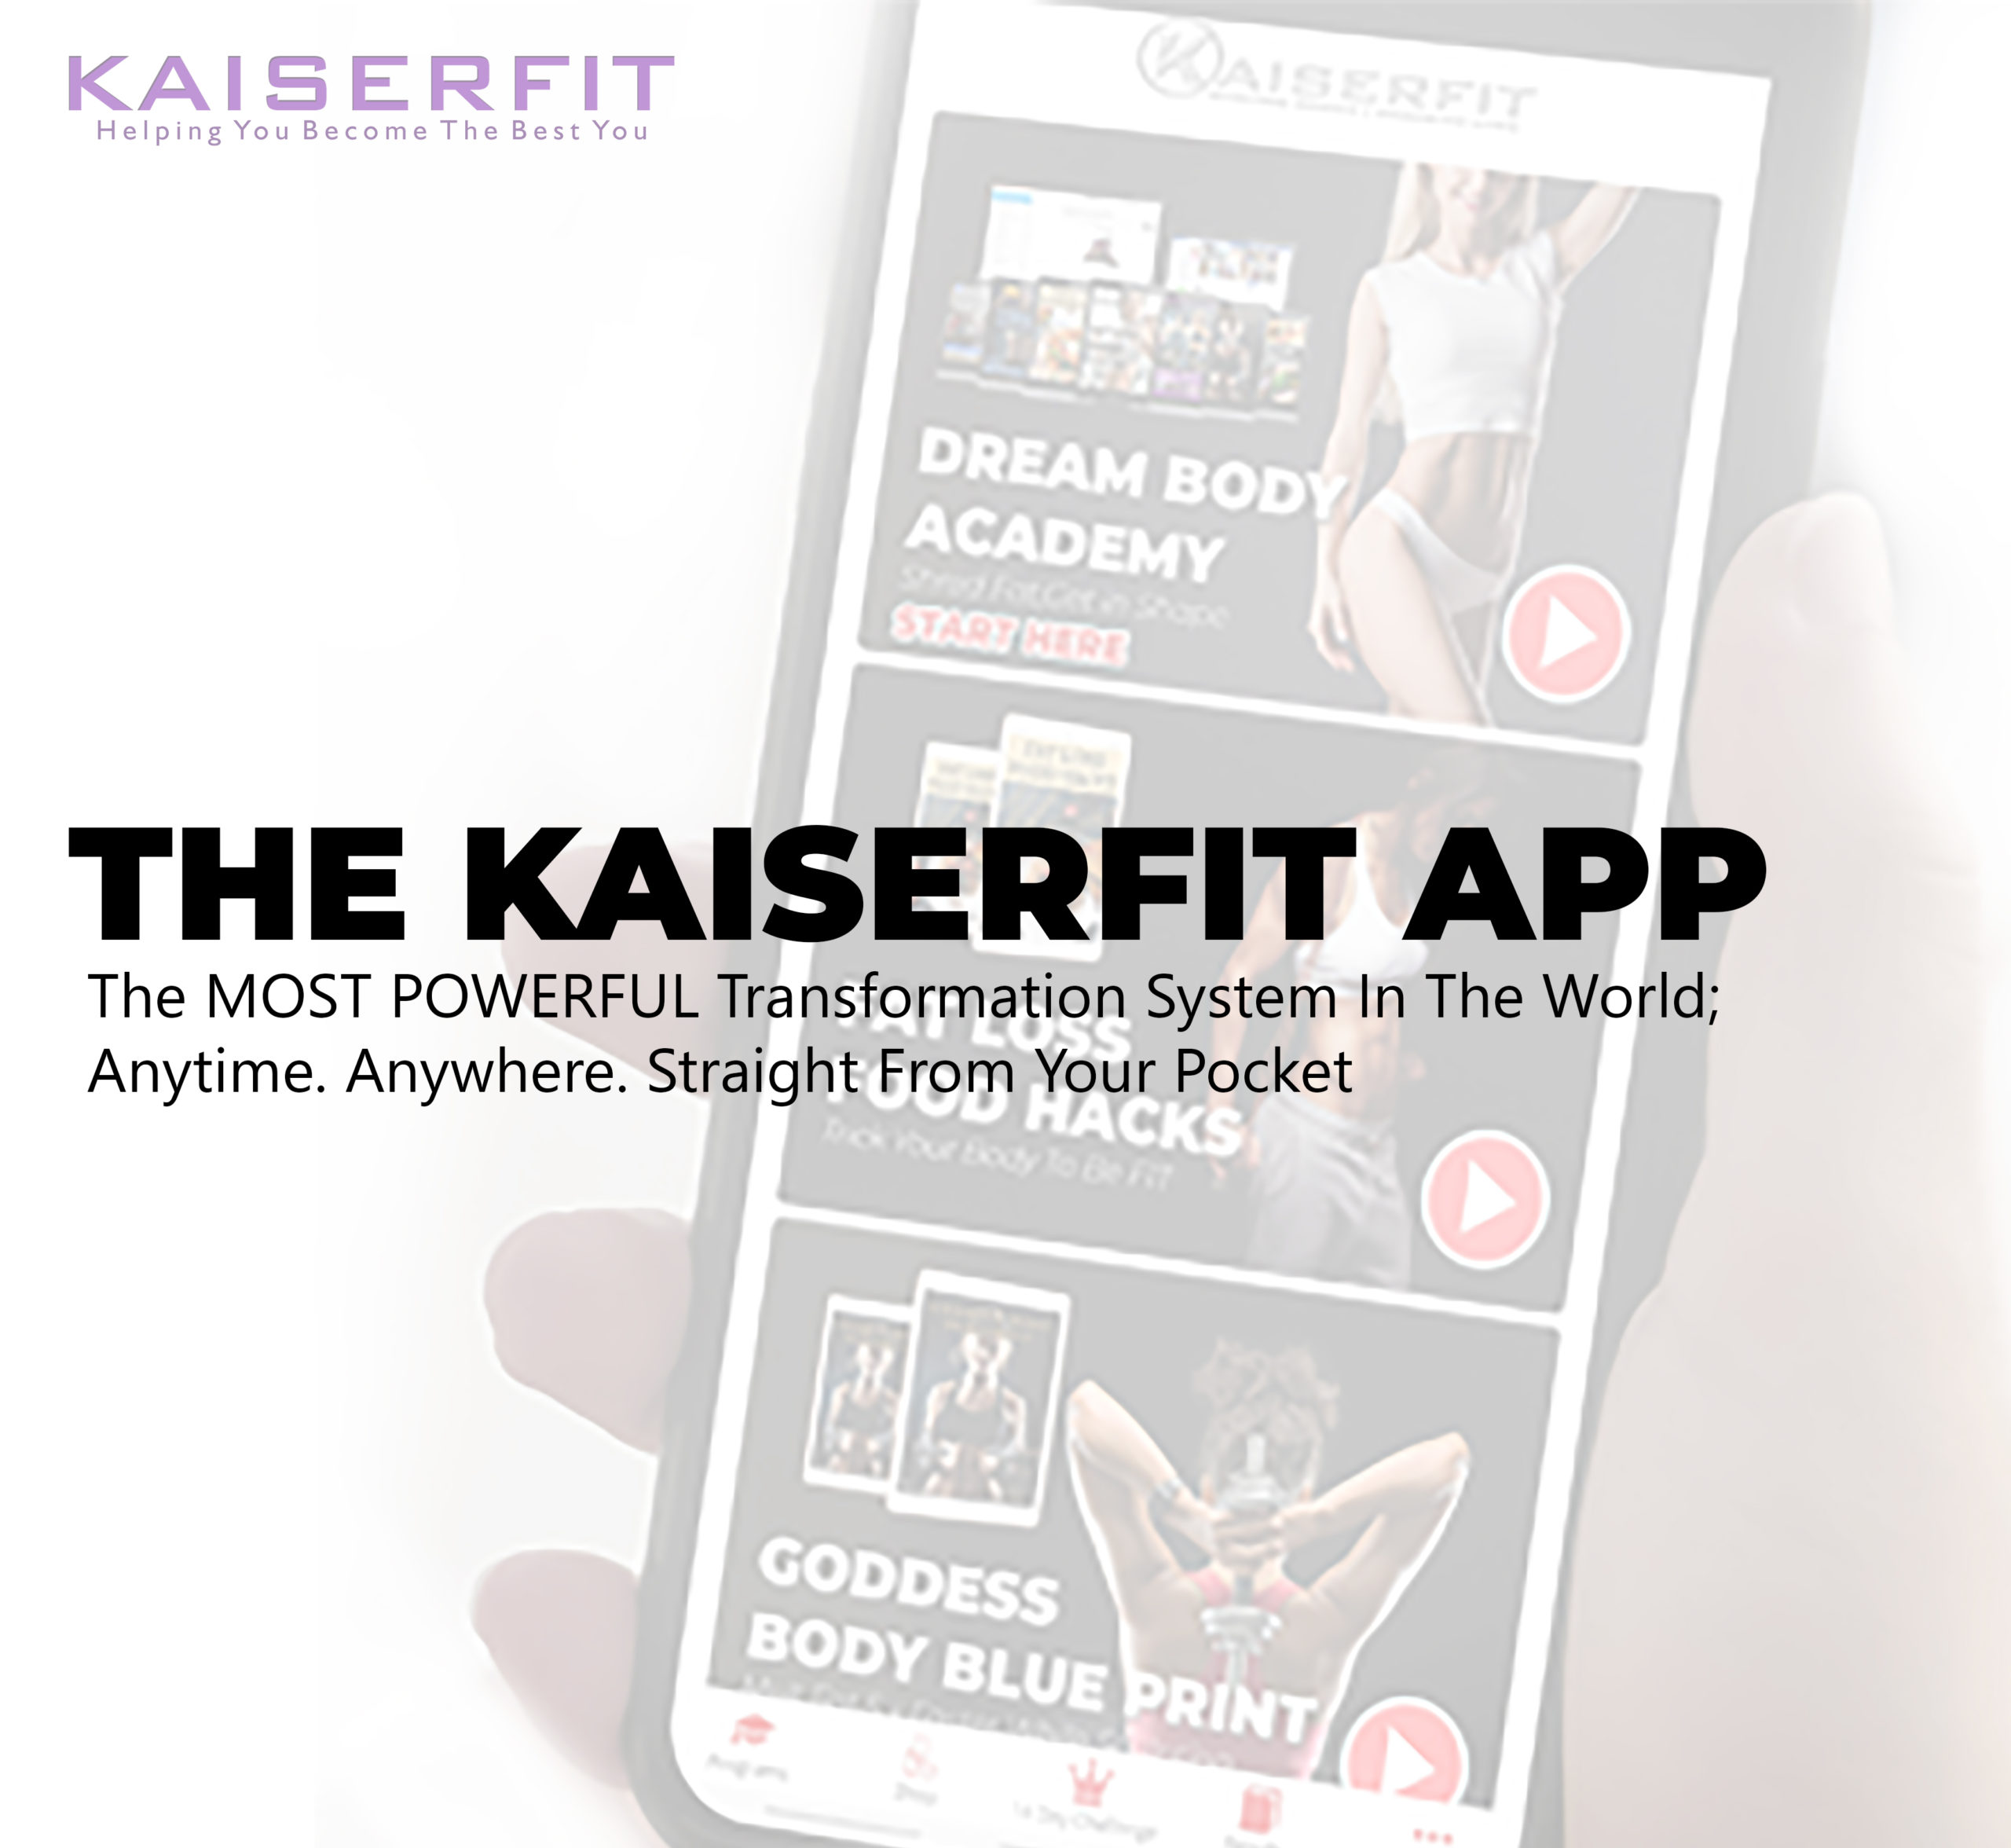 KAISERFIT
Helping You Become The Best You
KAISERFIT
DREAM BODY
ACADEMY
Shred Fat, Get in Shape
START HERE
THE KAISERFIT APP
The MOST POWERFUL Transformation System In The World;
Anytime. Anywhere. Straight From Your Pocket
FAT LOSS
FOOD HACKS
Trick Your Body To Be FIT
GODDESS
BODY BLUE PRINT
Programs
Shop
14 Day Challenge